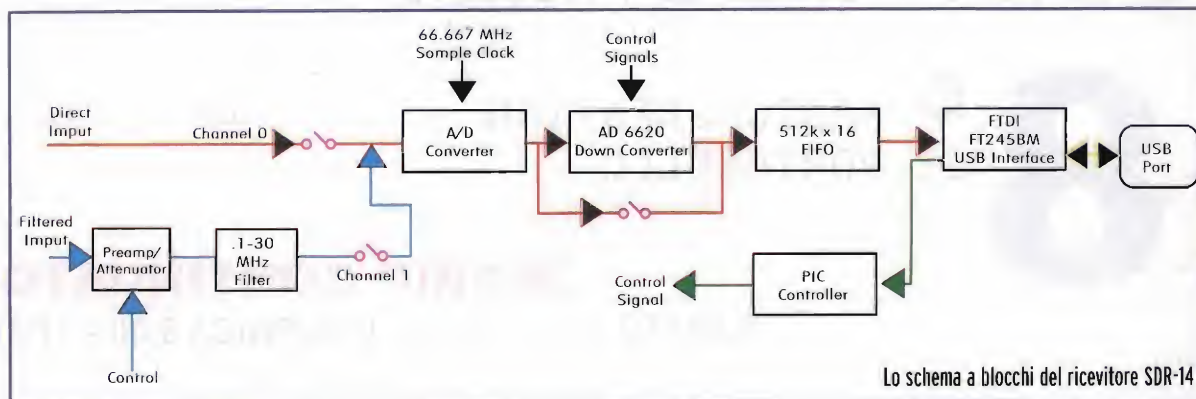 66.667 MHz
Somple Clock
Control
Signals
Direct
Imput
Channel 0
A/D
Converter
AD 6620
Down Converter
512k x 16
FIFO
FTDI
FT245BM
USB Interface
USB
Port
Filtered
Imput
Preamp/
Attenuator
.1-30
MHz
Filter
Channel 1
Control
Signal
PIC
Controller
Control
Lo schema a blocchi del ricevitore SDR-14